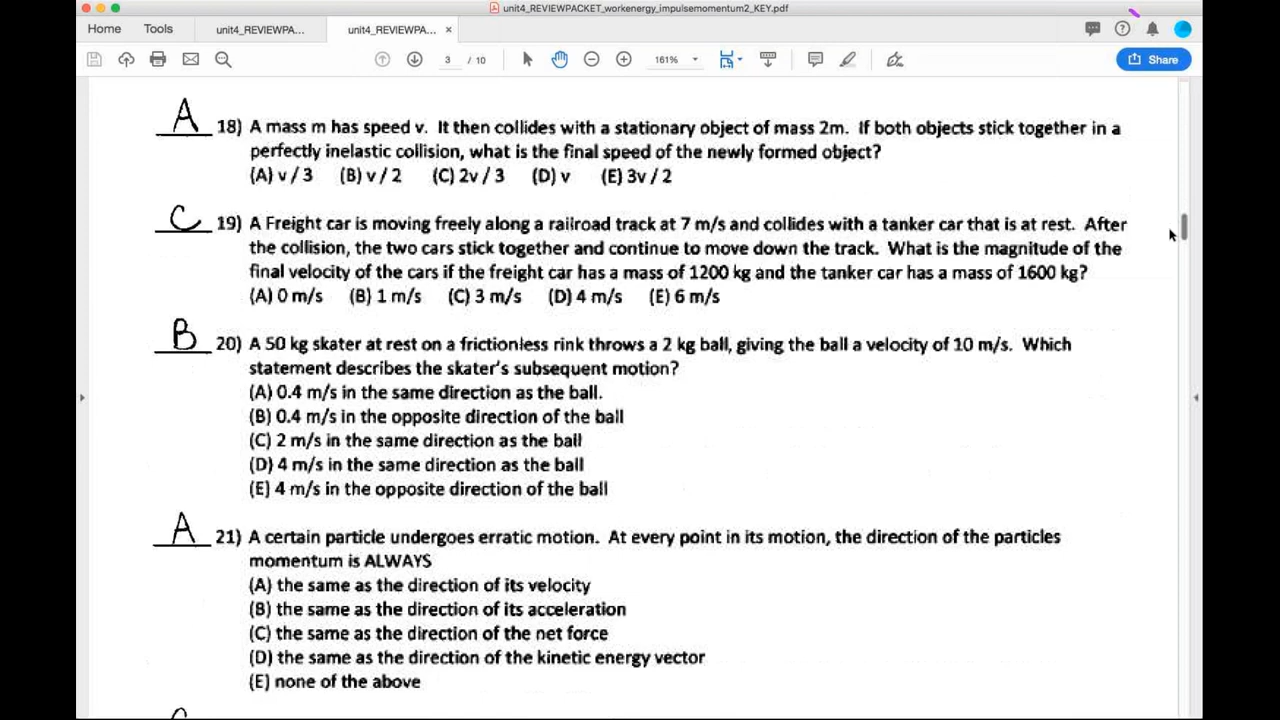 unit4_REVIEWPACKET_workenergy_impulsemomentum2_KEY.pdf
Home Tools unit4_REVIEWPA... unit4_REVIEWPA... ×
3 / 10 161% Share
A 18) A mass m has speed v. It then collides with a stationary object of mass 2m. If both objects stick together in a
perfectly inelastic collision, what is the final speed of the newly formed object?
(A) v / 3 (B) v / 2 (C) 2v / 3 (D) v (E) 3v / 2
C 19) A Freight car is moving freely along a railroad track at 7 m/s and collides with a tanker car that is at rest. After
the collision, the two cars stick together and continue to move down the track. What is the magnitude of the
final velocity of the cars if the freight car has a mass of 1200 kg and the tanker car has a mass of 1600 kg?
(A) 0 m/s (B) 1 m/s (C) 3 m/s (D) 4 m/s (E) 6 m/s
B 20) A 50 kg skater at rest on a frictionless rink throws a 2 kg ball, giving the ball a velocity of 10 m/s. Which
statement describes the skater's subsequent motion?
(A) 0.4 m/s in the same direction as the ball.
(B) 0.4 m/s in the opposite direction of the ball
(C) 2 m/s in the same direction as the ball
(D) 4 m/s in the same direction as the ball
(E) 4 m/s in the opposite direction of the ball
A 21) A certain particle undergoes erratic motion. At every point in its motion, the direction of the particles
momentum is ALWAYS
(A) the same as the direction of its velocity
(B) the same as the direction of its acceleration
(C) the same as the direction of the net force
(D) the same as the direction of the kinetic energy vector
(E) none of the above